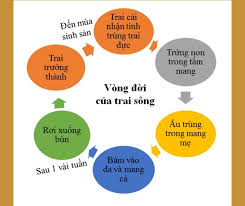 Đến mùa
sinh sản
Trai cái
nhận tinh
trùng trai
đực
Trứng non
trong tấm
mang
Ấu trùng
trong mang
mẹ
Bám vào
da và mang
cá
Sau 1 vài tuần
Rơi xuống
bùn
Trai
trưởng
thành
Vòng đời
của trai sông